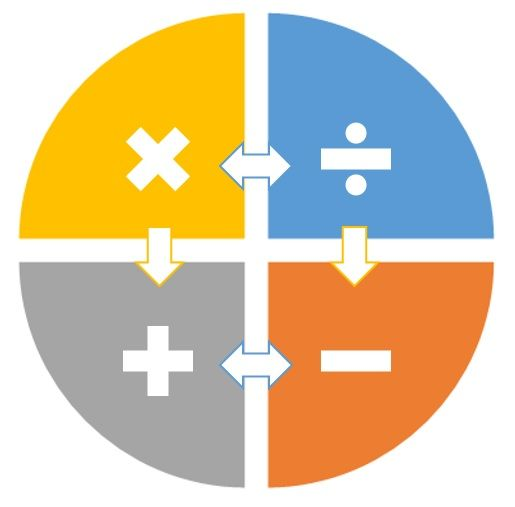 × ÷
+ −